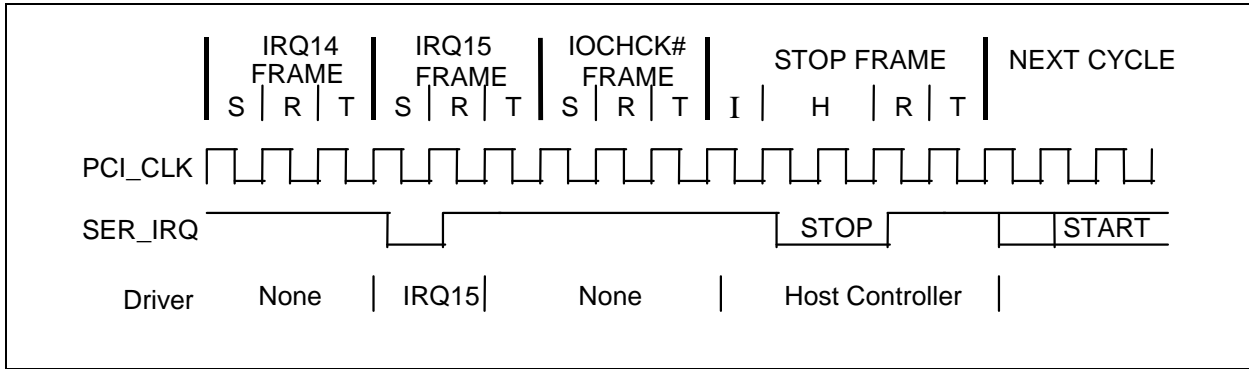 IRQ14 FRAME IRQ15 FRAME IOCHCK# FRAME STOP FRAME NEXT CYCLE
S R T S R T S R T I H R T
PCI_CLK
SER_IRQ STOP START
Driver None IRQ15 None Host Controller